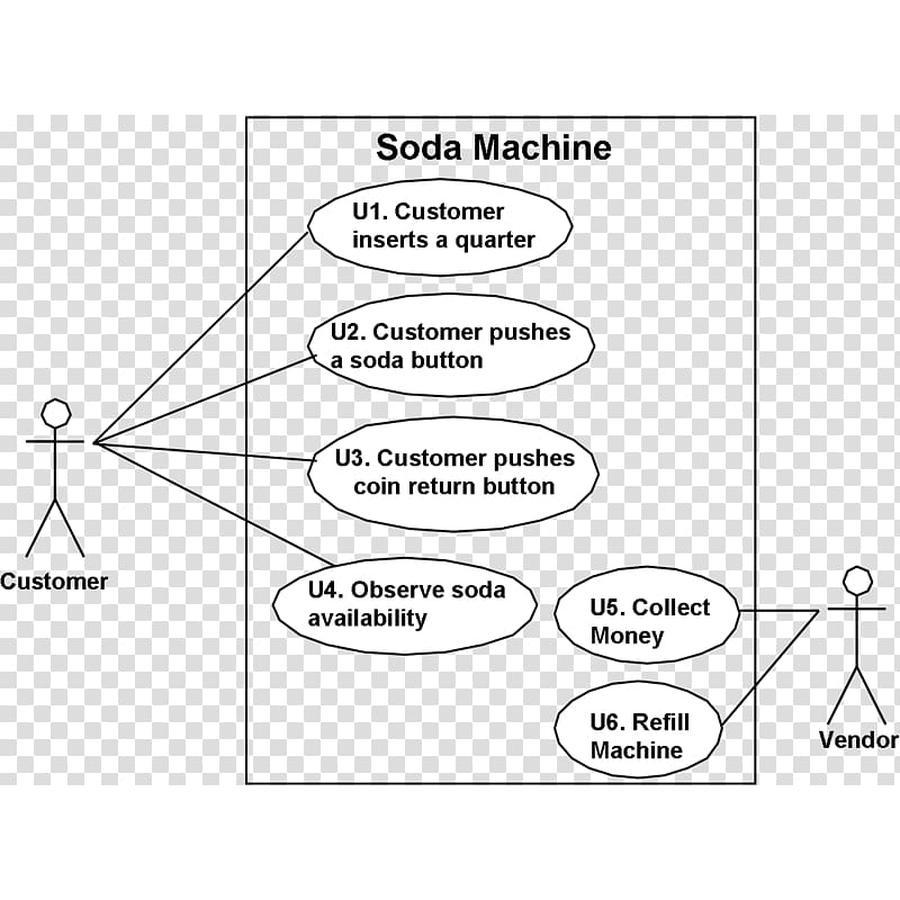 Soda Machine
U1. Customer
inserts a quarter
U2. Customer pushes
a soda button
U3. Customer pushes
coin return button
Customer
U4. Observe soda
availability
U5. Collect
Money
U6. Refill
Machine
Vendor